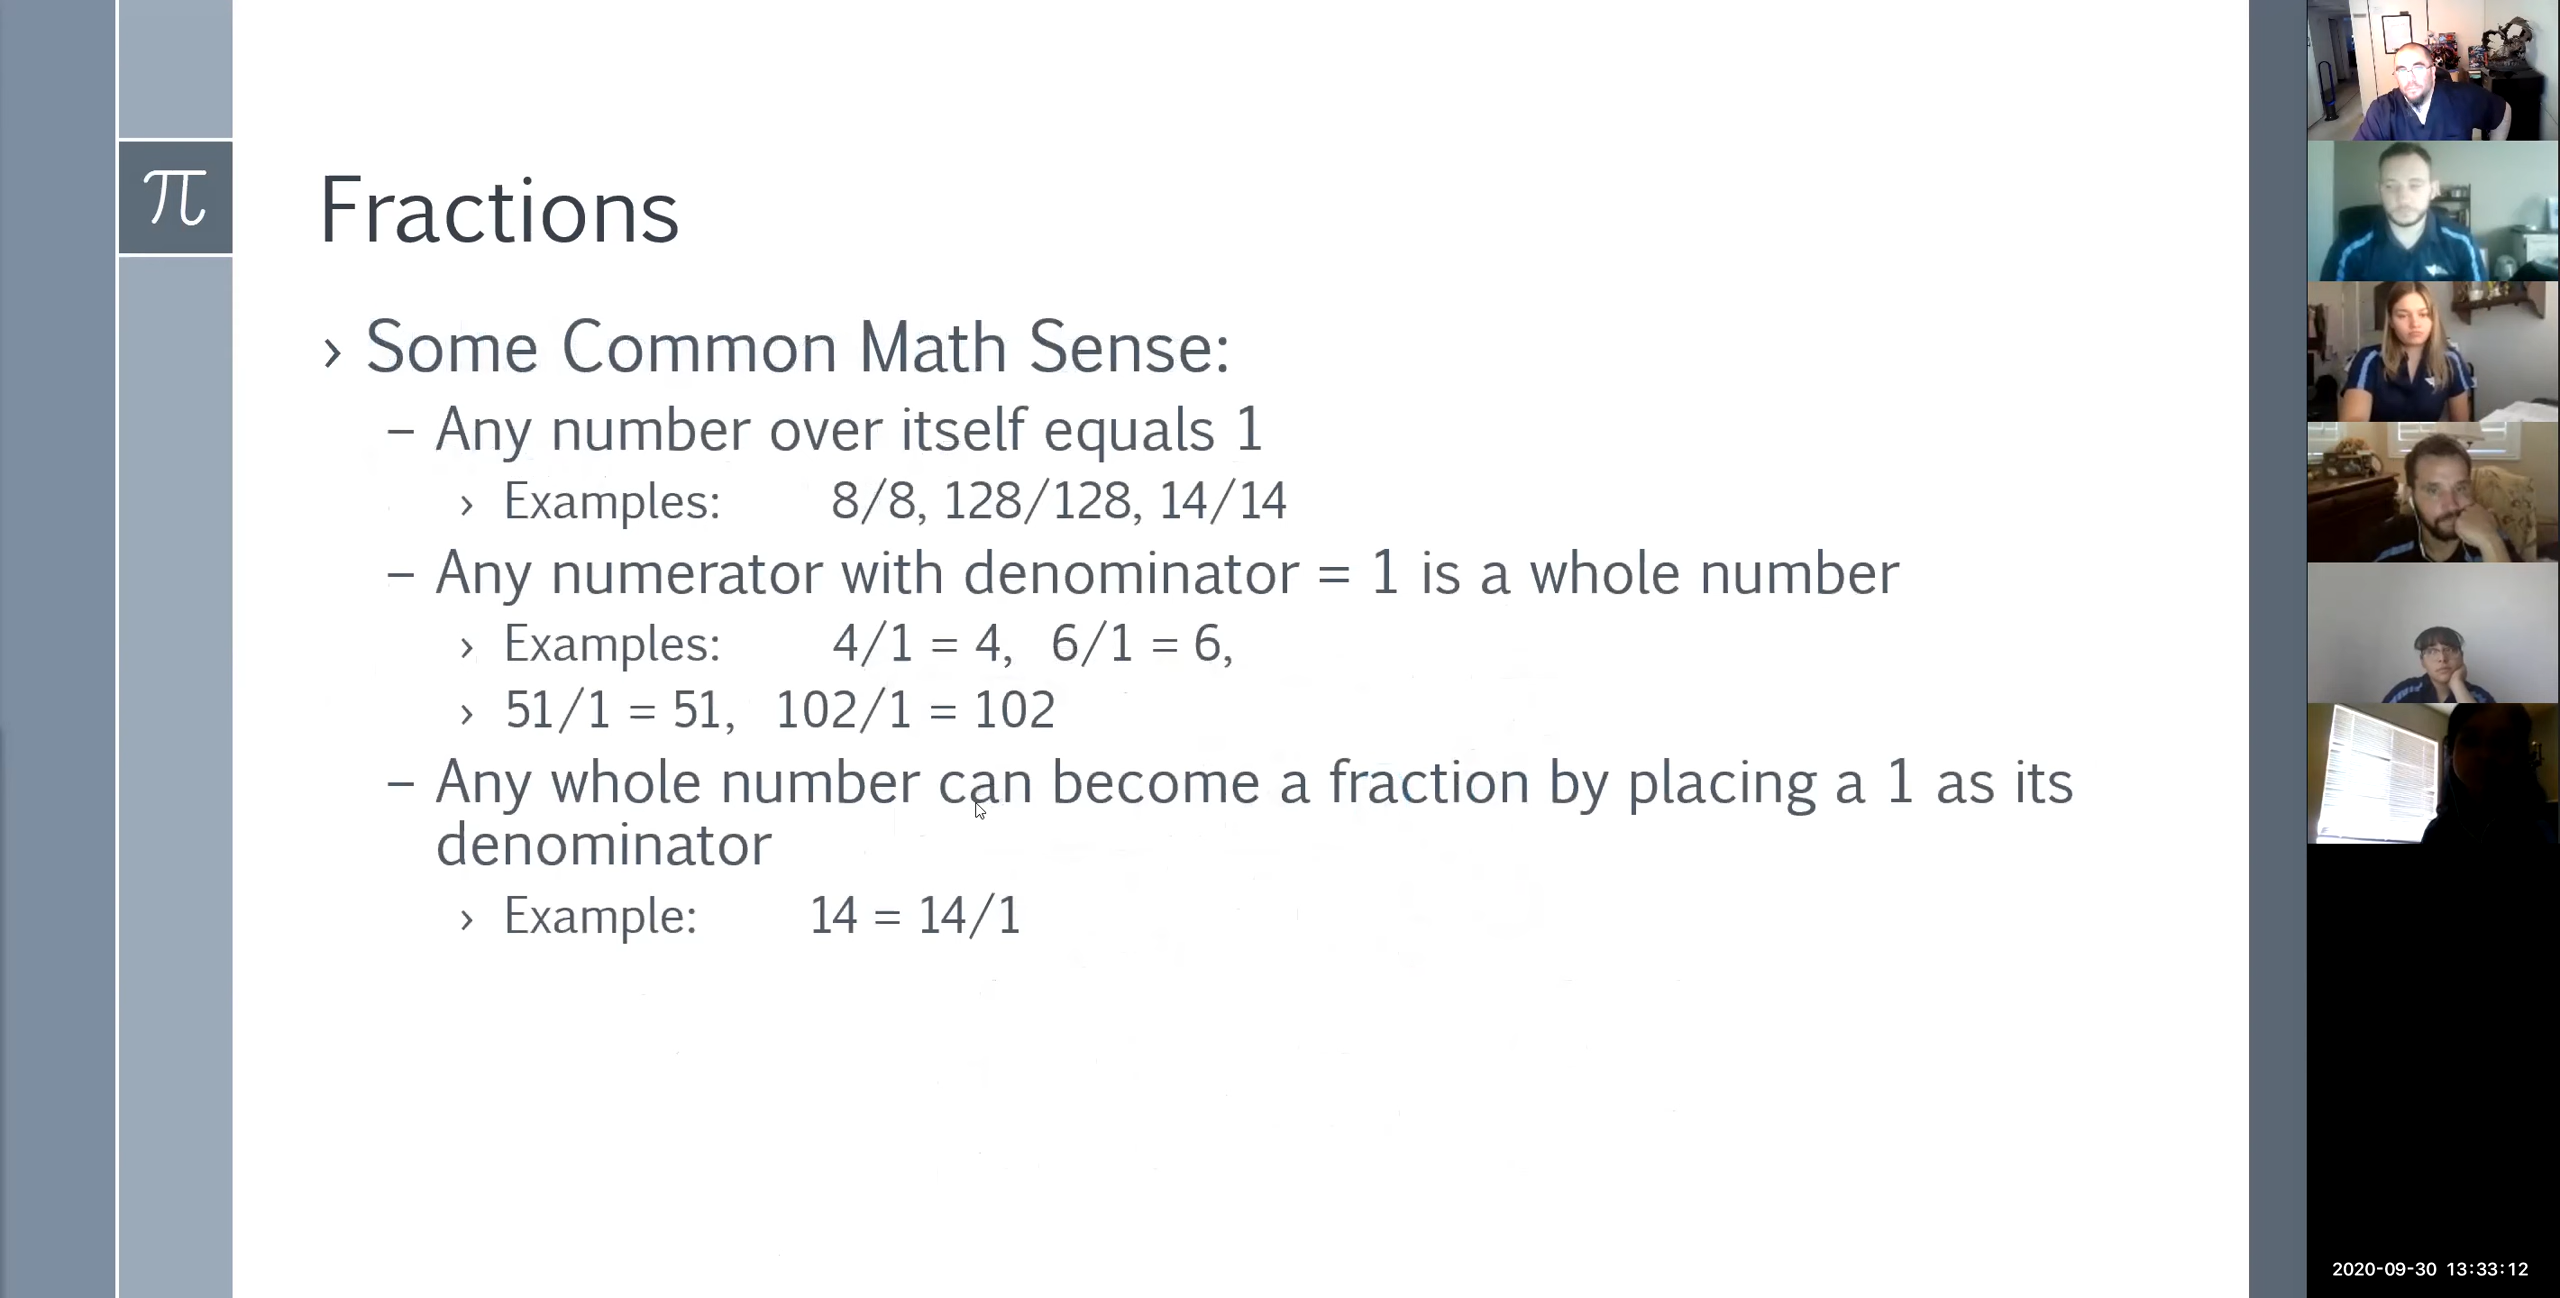 π
Fractions
› Some Common Math Sense:
– Any number over itself equals 1
› Examples: 8/8, 128/128, 14/14
– Any numerator with denominator = 1 is a whole number
› Examples: 4/1 = 4, 6/1 = 6,
› 51/1 = 51, 102/1 = 102
– Any whole number can become a fraction by placing a 1 as its
denominator
› Example: 14 = 14/1
2020-09-30 13:33:12